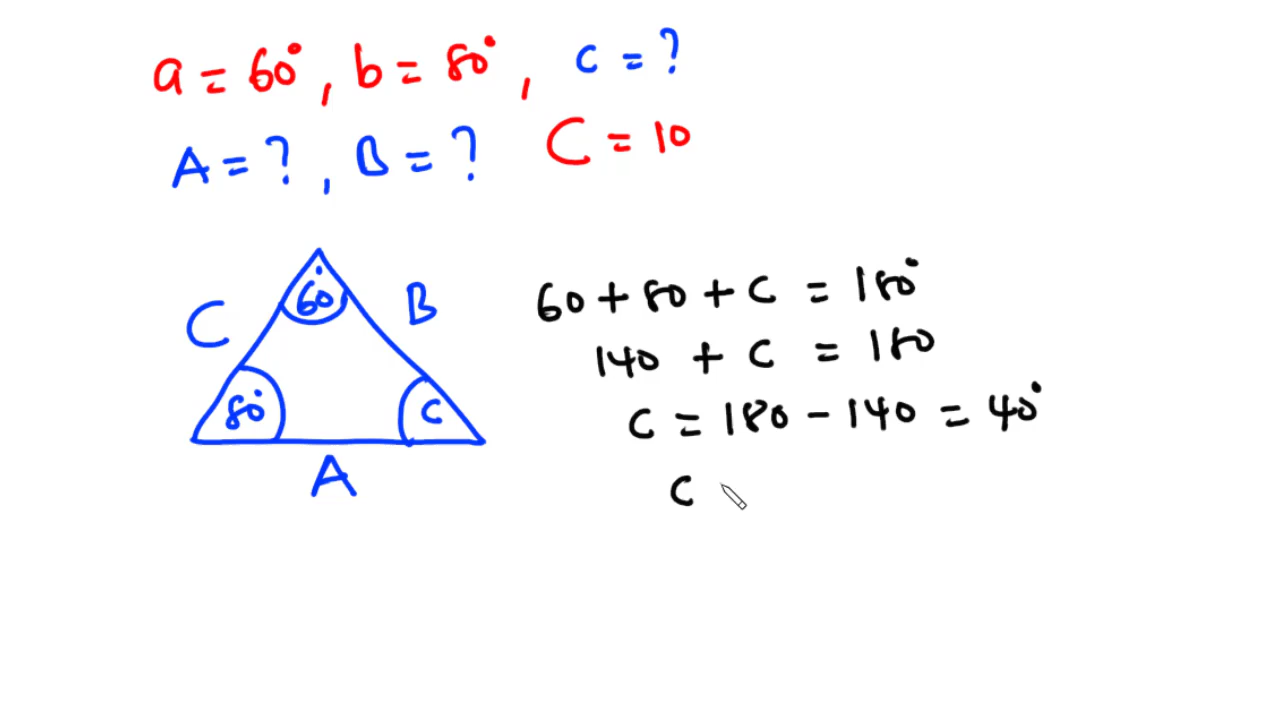 a = 60°, b = 80°, c = ?
A = ?, B = ? C = 10
60°
C B
80° c
A
60 + 80 + c = 180°
140 + c = 180
c = 180 - 140 = 40°
c